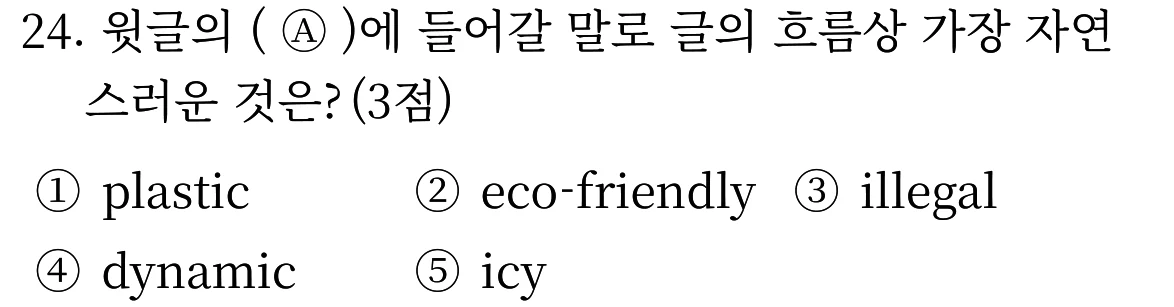 24. 윗글의 ( Ⓐ )에 들어갈 말로 글의 흐름상 가장 자연
스러운 것은?(3점)
① plastic ② eco-friendly ③ illegal
④ dynamic ⑤ icy